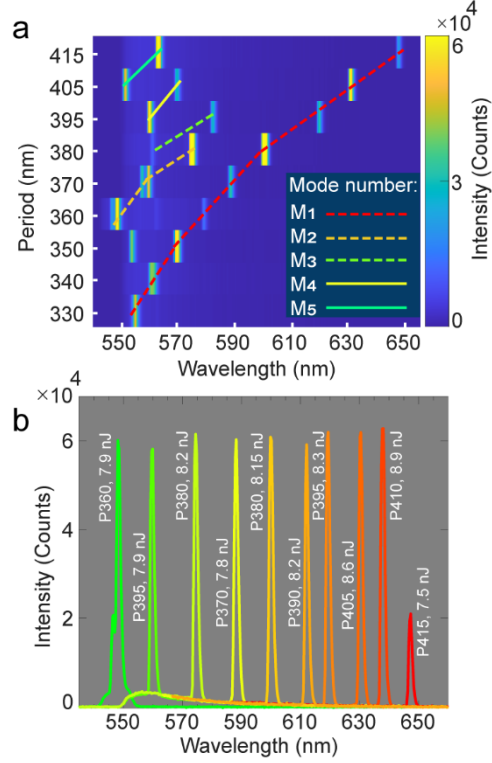 a
×10⁴
Period (nm)
415
405
395
380
370
360
350
340
330
Mode number:
M1
M2
M3
M4
M5
6
3
0
Intensity (Counts)
550 570 590 610 630 650
Wavelength (nm)
b
×10⁴
Intensity (Counts)
6
4
2
0
P360, 7.9 nJ
P395, 7.9 nJ
P380, 8.2 nJ
P370, 7.8 nJ
P380, 8.15 nJ
P390, 8.2 nJ
P395, 8.3 nJ
P405, 8.6 nJ
P410, 8.9 nJ
P415, 7.5 nJ
550 570 590 610 630 650
Wavelength (nm)